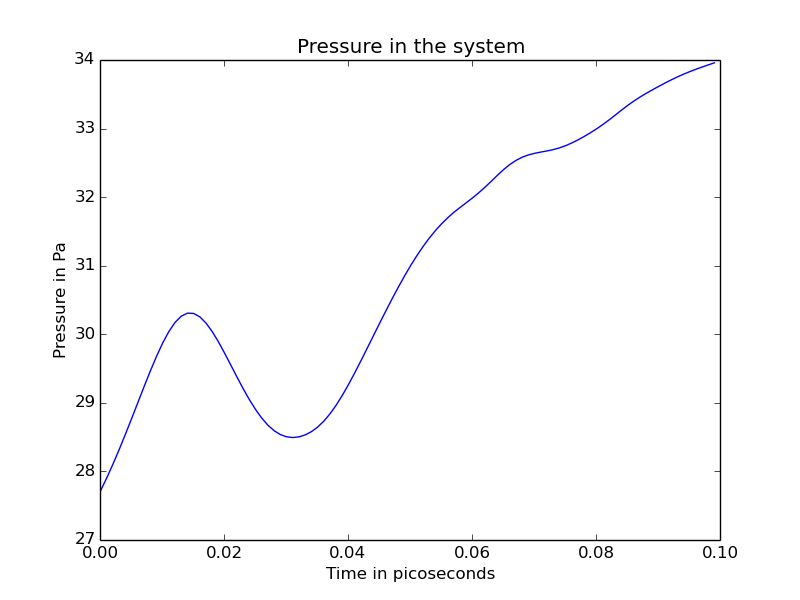 Pressure in the system
34
33
32
31
30
29
28
27
Pressure in Pa
0.00 0.02 0.04 0.06 0.08 0.10
Time in picoseconds